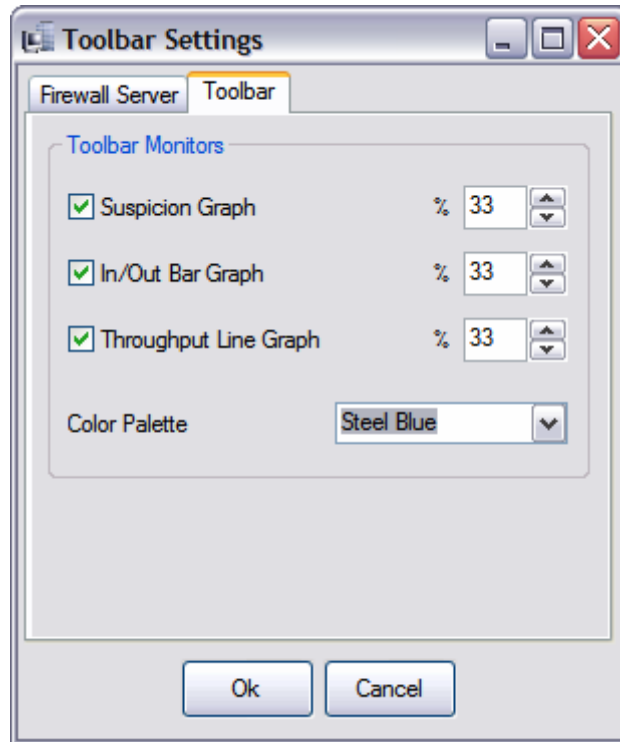 Toolbar Settings
Firewall Server Toolbar
Toolbar Monitors
Suspicion Graph % 33
In/Out Bar Graph % 33
Throughput Line Graph % 33
Color Palette Steel Blue
Ok Cancel